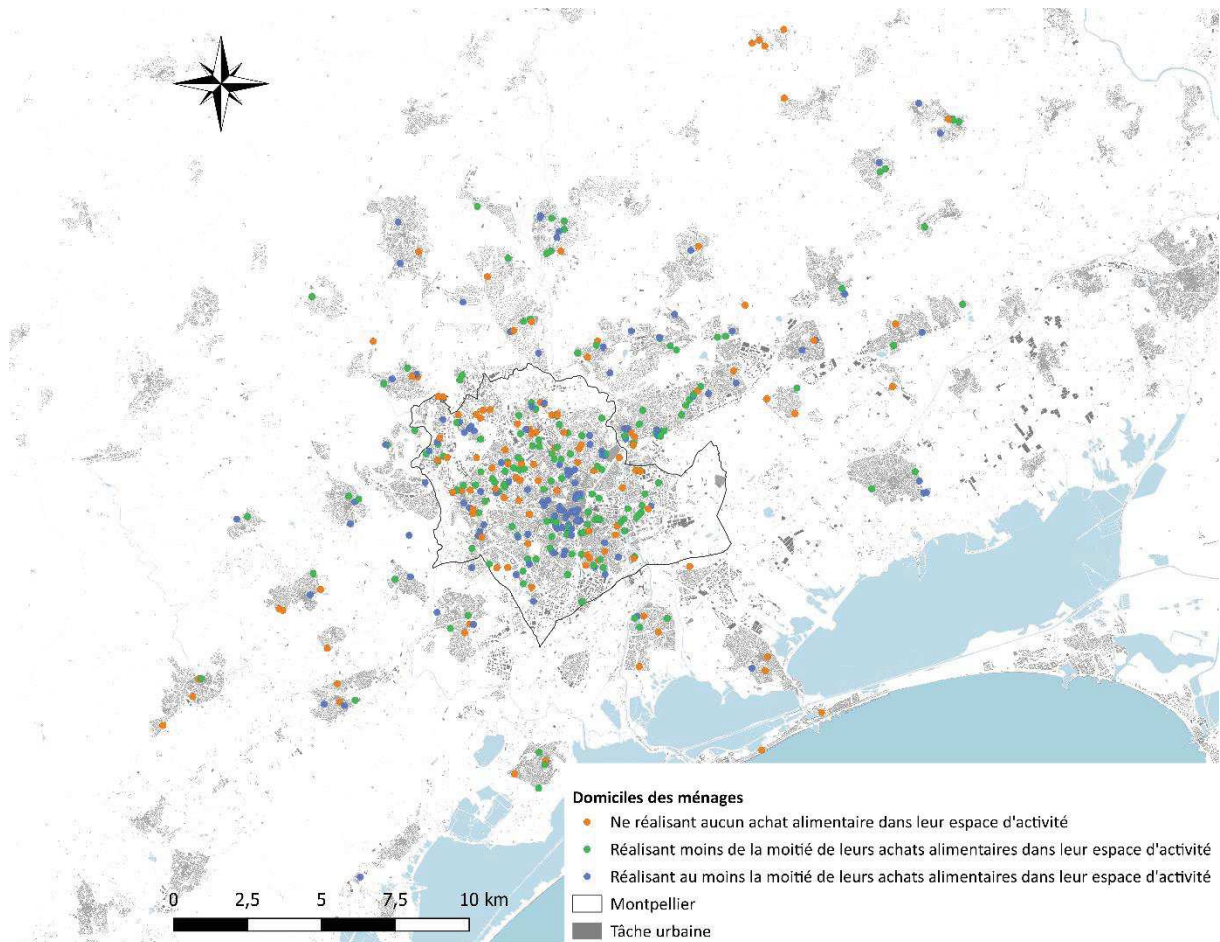 Domiciles des ménages
Ne réalisant aucun achat alimentaire dans leur espace d'activité
Réalisant moins de la moitié de leurs achats alimentaires dans leur espace d'activité
Réalisant au moins la moitié de leurs achats alimentaires dans leur espace d'activité
Montpellier
Tâche urbaine
0 2,5 5 7,5 10 km